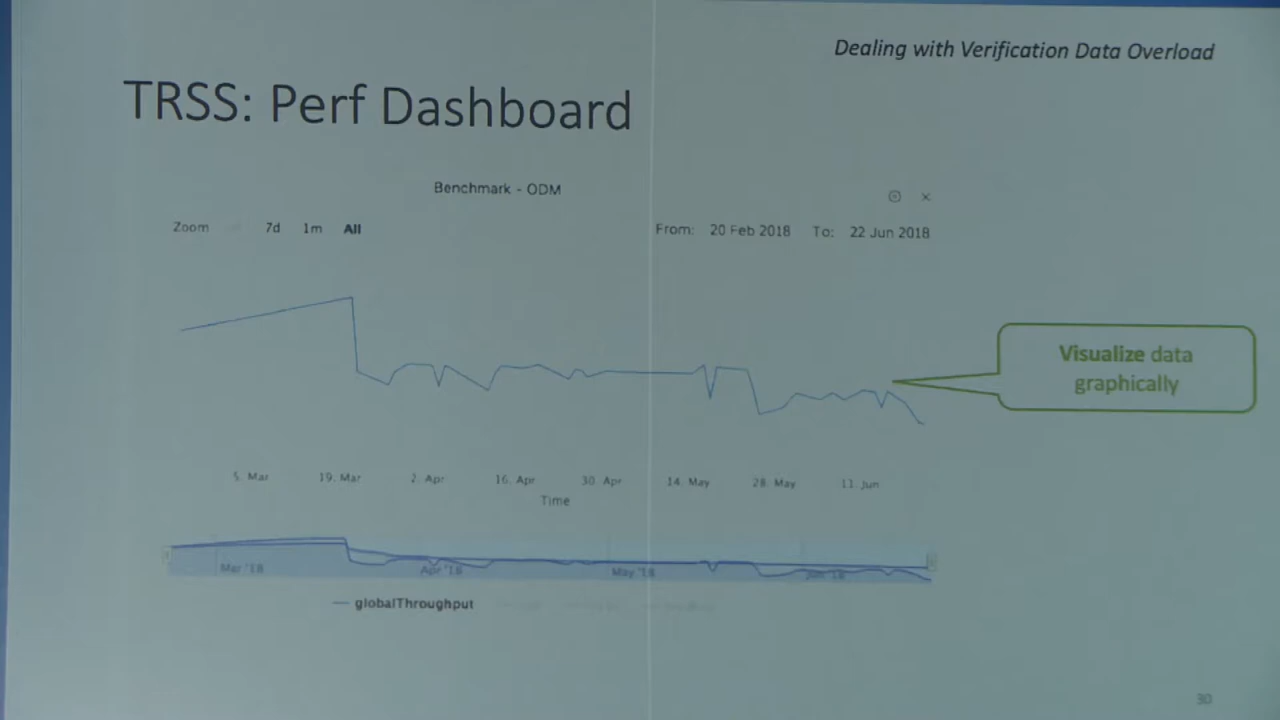 Dealing with Verification Data Overload
TRSS: Perf Dashboard
Benchmark - ODM
Zoom 7d 1m All
From: 20 Feb 2018 To: 22 Jun 2018
Visualize data
graphically
5. Mar 19. Mar 2. Apr 16. Apr 30. Apr 14. May 28. May 11. Jun
Time
Mar '18 Apr '18 May '18 Jun '18
globalThroughput
30